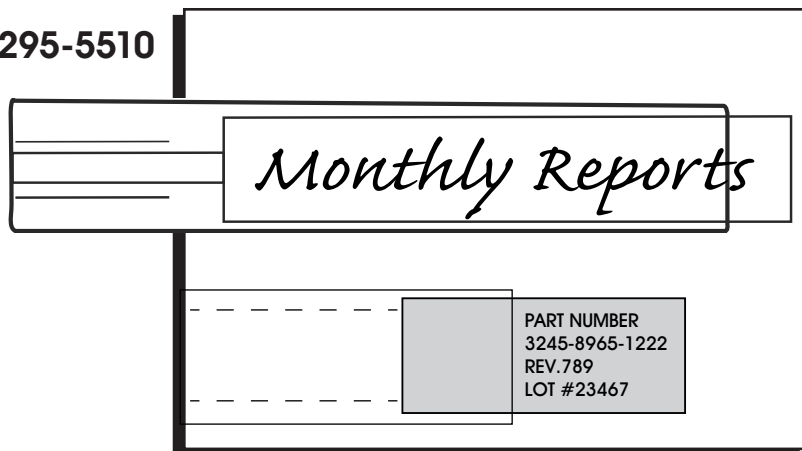 295-5510
Monthly Reports
PART NUMBER
3245-8965-1222
REV.789
LOT #23467